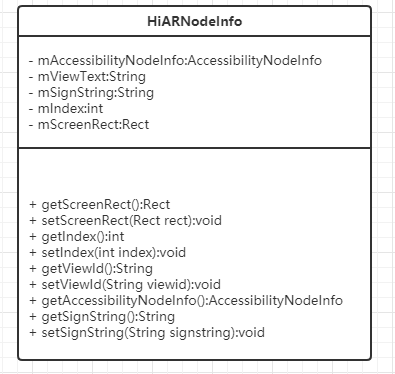 HiARNodeInfo
- mAccessibilityNodeInfo:AccessibilityNodeInfo
- mViewText:String
- mSignString:String
- mIndex:int
- mScreenRect:Rect
+ getScreenRect():Rect
+ setScreenRect(Rect rect):void
+ getIndex():int
+ setIndex(int index):void
+ getViewId():String
+ setViewId(String viewid):void
+ getAccessibilityNodeInfo():AccessibilityNodeInfo
+ getSignString():String
+ setSignString(String signstring):void